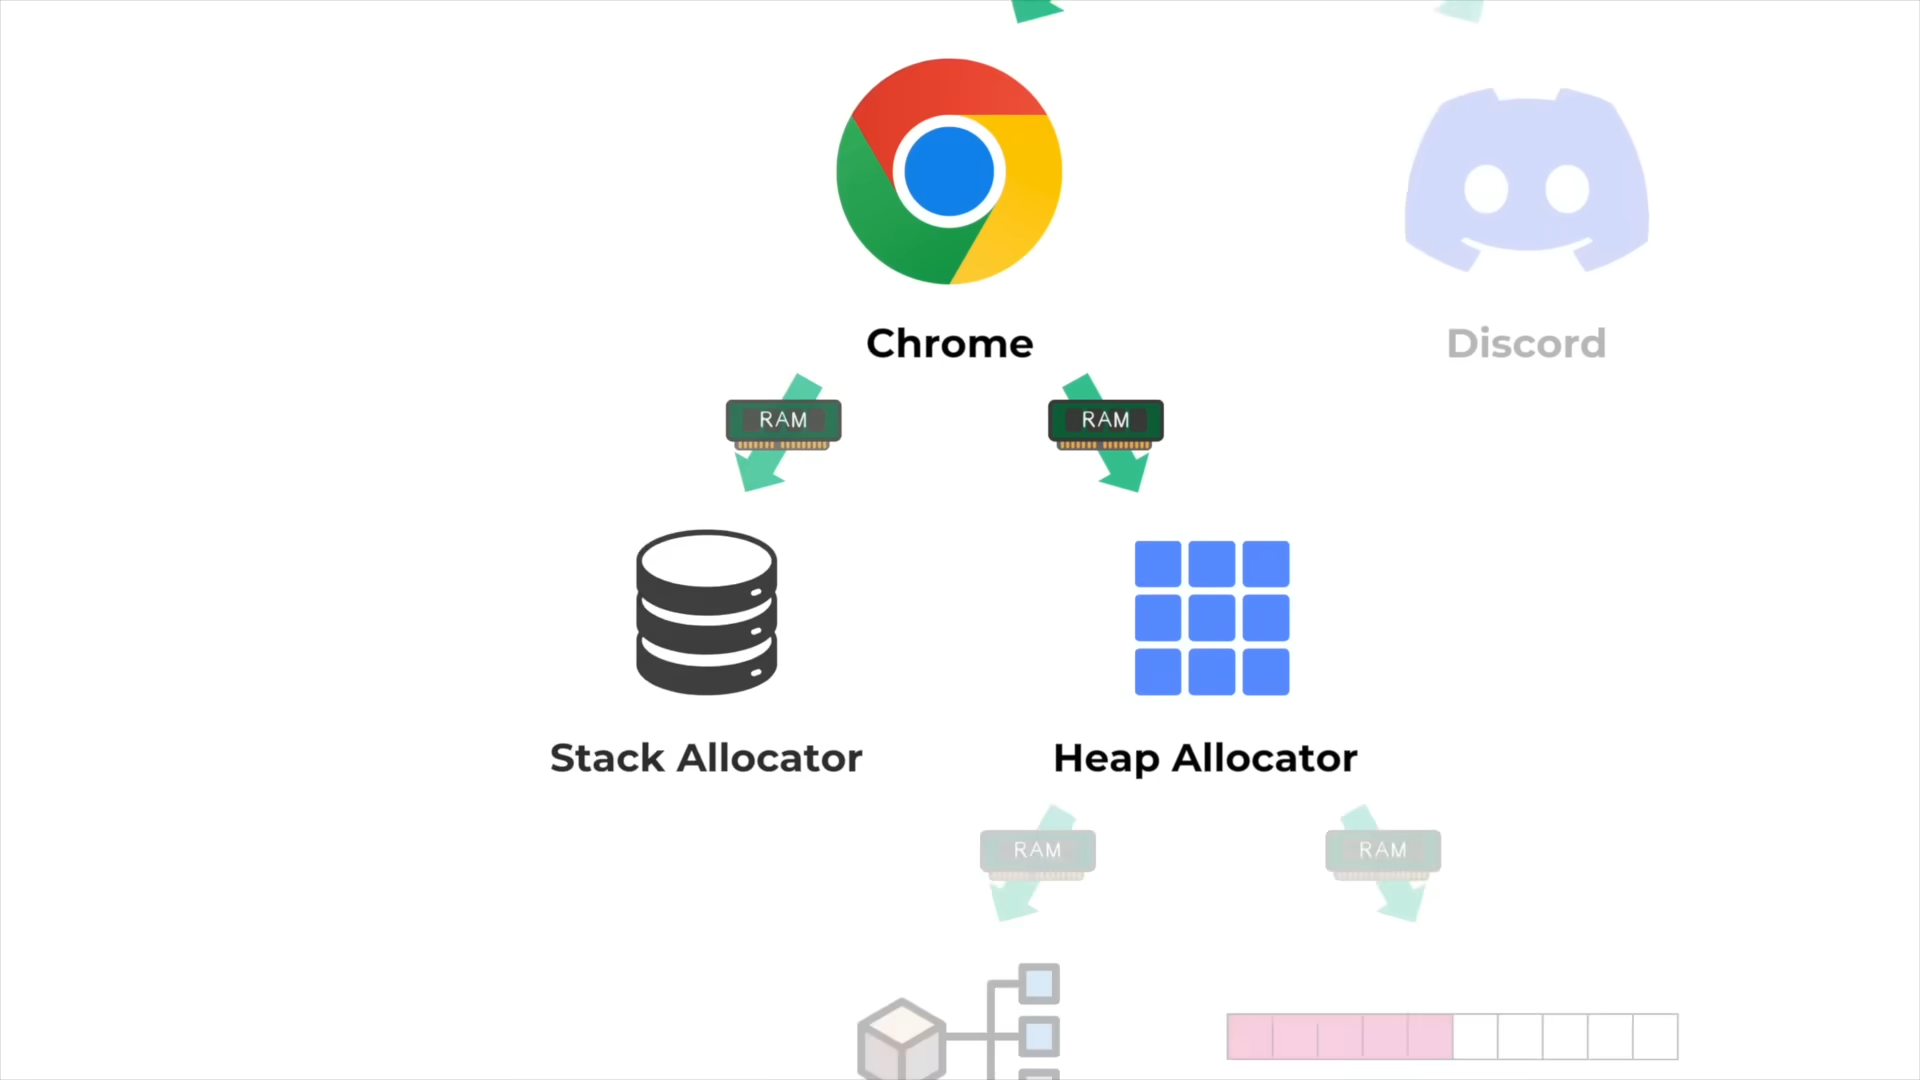 Chrome
Discord
RAM
RAM
Stack Allocator
Heap Allocator
RAM
RAM